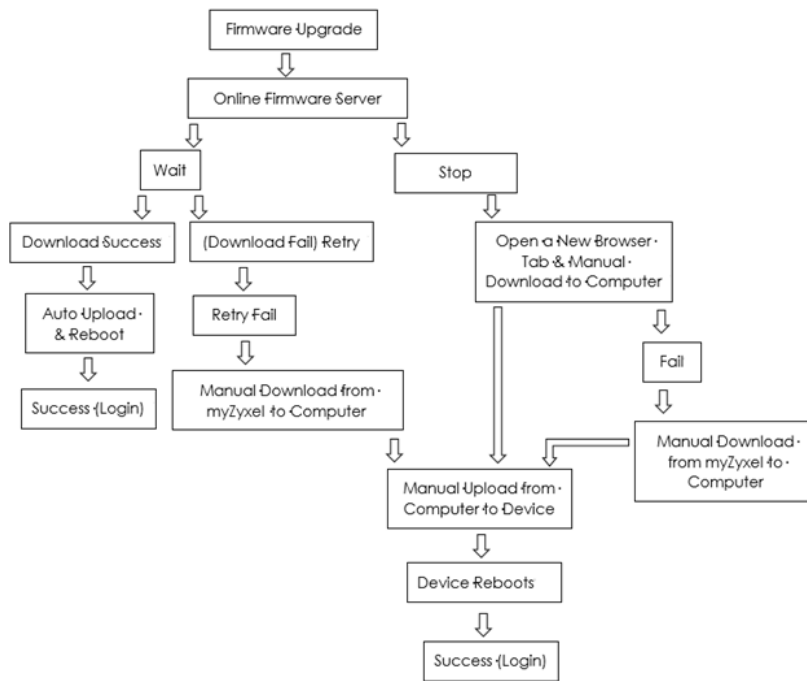 Firmware Upgrade
Online Firmware Server
Wait
Stop
Download Success
(Download Fail) Retry
Open a New Browser
Tab & Manual
Download to Computer
Auto Upload
& Reboot
Retry Fail
Fail
Success (Login)
Manual Download from
myZyxel to Computer
Manual Download
from myZyxel to
Computer
Manual Upload from
Computer to Device
Device Reboots
Success (Login)